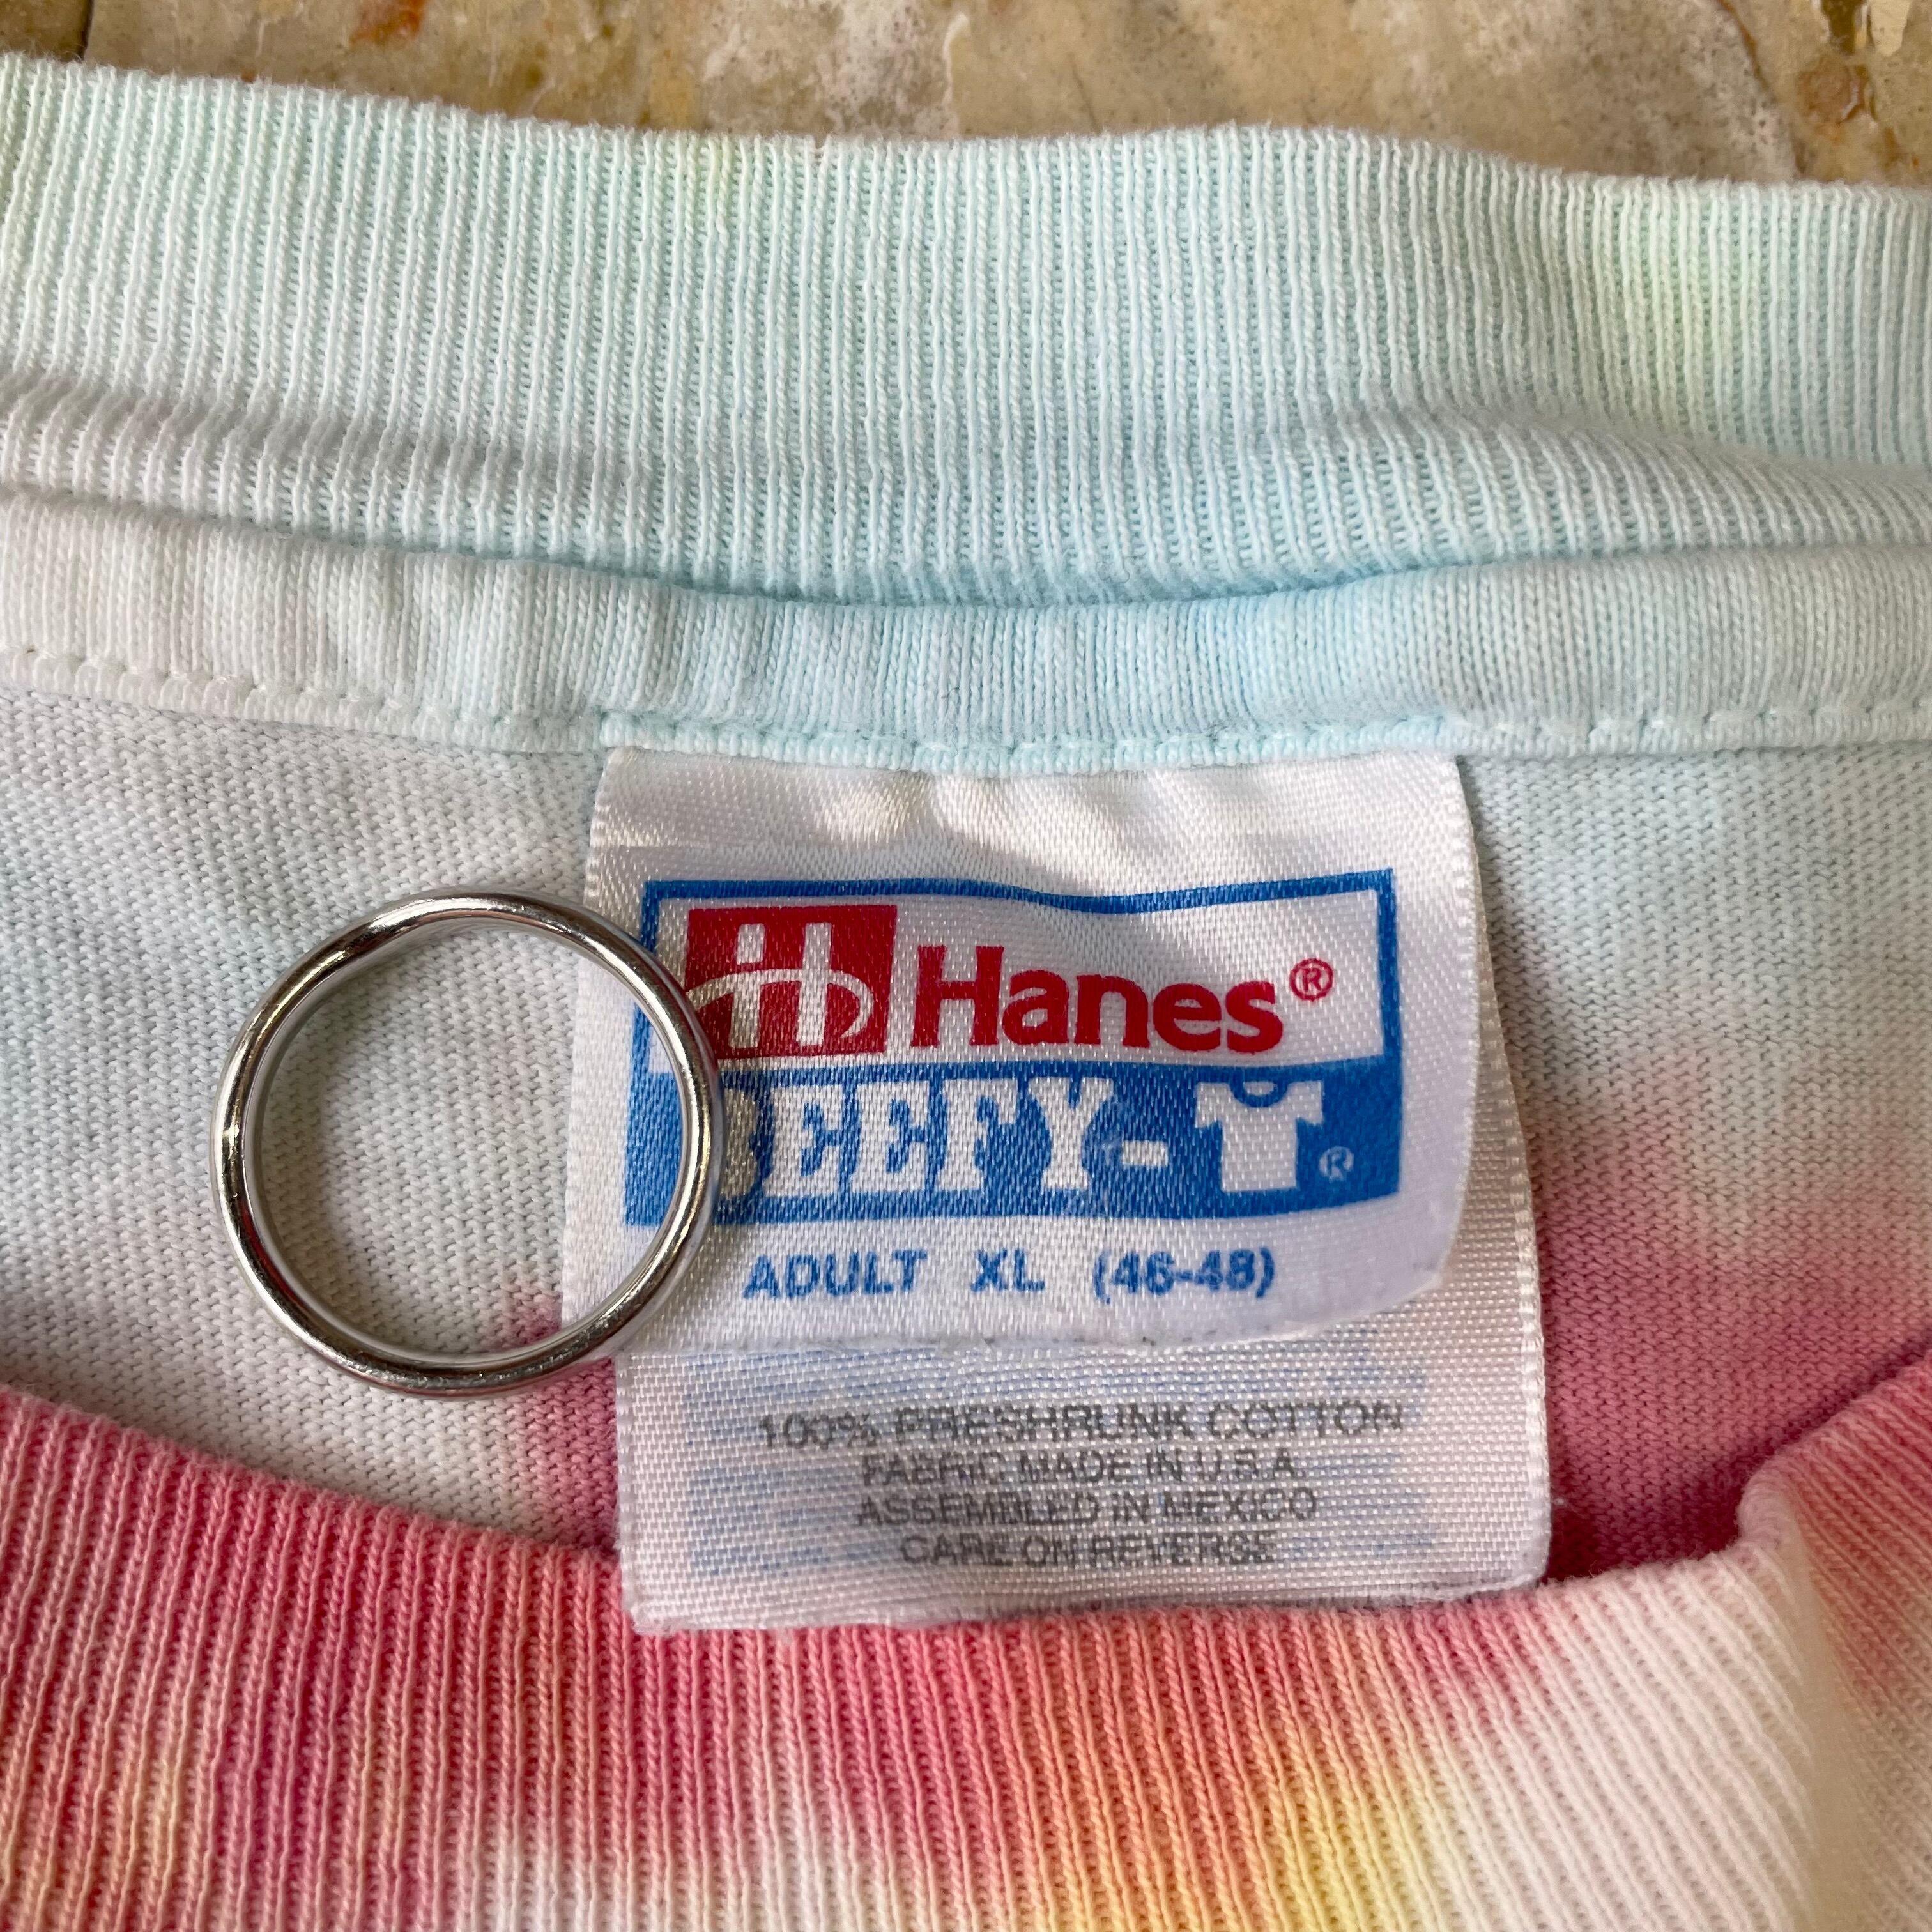 Hanes®
BEEFY-T®
ADULT XL (46-48)
100% PRESHRUNK COTTON
FABRIC MADE IN U.S.A.
ASSEMBLED IN MEXICO
CARE ON REVERSE